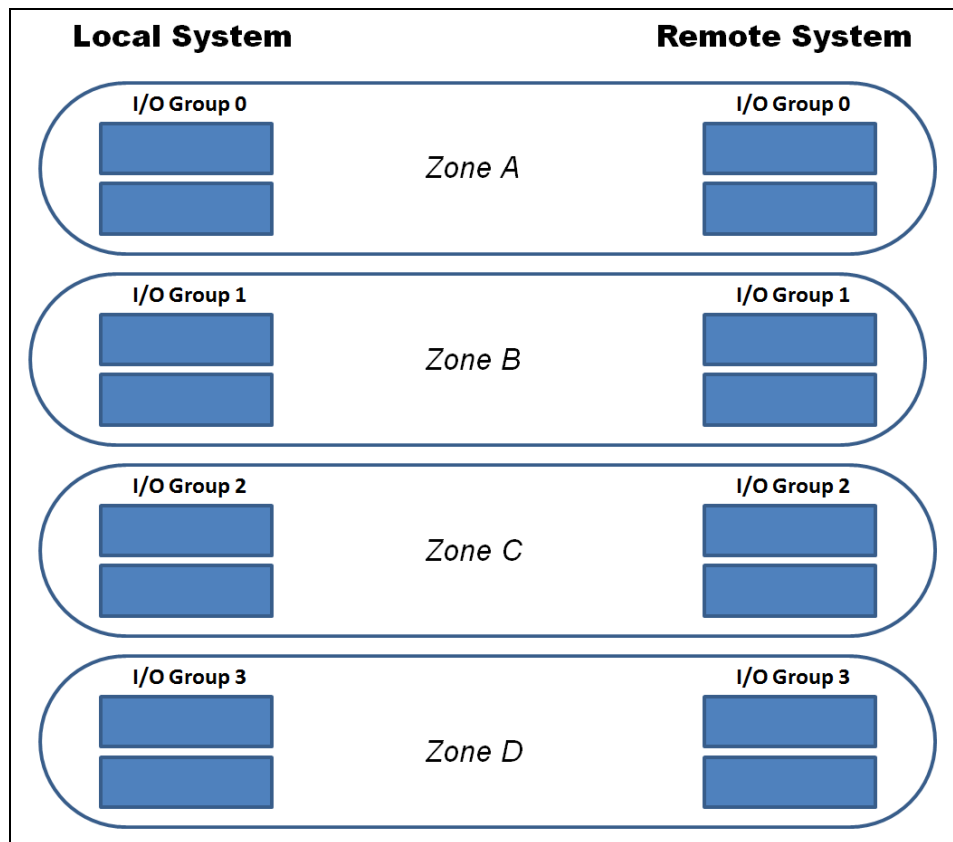 Local System Remote System
I/O Group 0 I/O Group 0
Zone A
I/O Group 1 I/O Group 1
Zone B
I/O Group 2 I/O Group 2
Zone C
I/O Group 3 I/O Group 3
Zone D